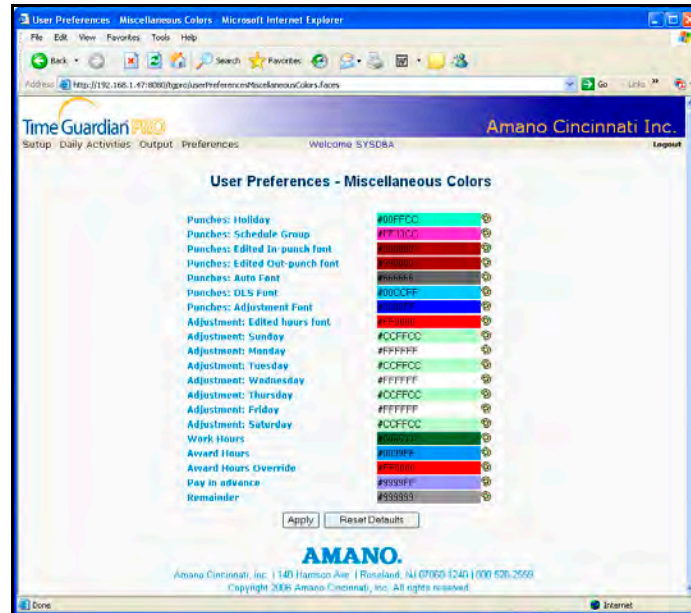 User Preferences - Miscellaneous Colors - Microsoft Internet Explorer
File Edit View Favorites Tools Help
Back Search Favorites
Address http://192.168.1.47:8080/tgpro/userPreferencesMiscelaneousColors.faces Go Links »
Time Guardian PRO Amano Cincinnati Inc.
Setup Daily Activities Output Preferences Welcome SYSDBA Logout
User Preferences - Miscellaneous Colors
Punches: Holiday #00FFCC
Punches: Schedule Group #FF33CC
Punches: Edited In-punch font
Punches: Edited Out-punch font
Punches: Auto Font #666666
Punches: DLS Font #00CCFF
Punches: Adjustment Font
Adjustment: Edited hours font #FF0000
Adjustment: Sunday #CCFFCC
Adjustment: Monday #FFFFFF
Adjustment: Tuesday #CCFFCC
Adjustment: Wednesday #FFFFFF
Adjustment: Thursday #CCFFCC
Adjustment: Friday #FFFFFF
Adjustment: Saturday #CCFFCC
Work Hours
Award Hours #0099FF
Award Hours Override #FF0000
Pay in advance #9999FF
Remainder #999999
Apply Reset Defaults
AMANO.
Amano Cincinnati, Inc. | 140 Harrison Ave. | Roseland, NJ 07068-1240 |
Copyright 2006 Amano Cincinnati, Inc. All rights reserved.
Done Internet